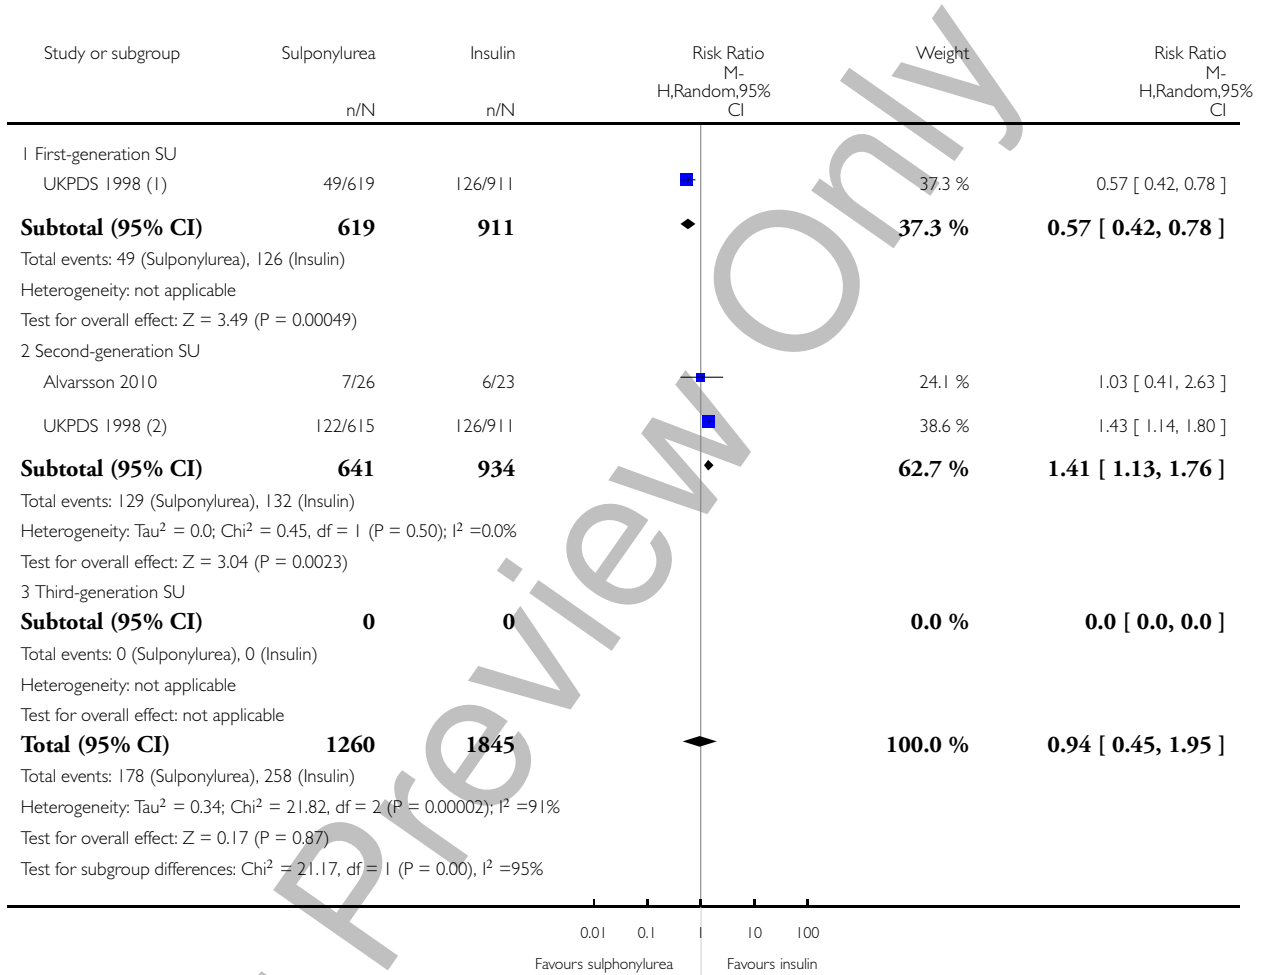 Study or subgroup Sulponylurea Insulin Risk Ratio Weight Risk Ratio
M- M-
H,Random,95% H,Random,95%
n/N n/N CI CI
1 First-generation SU
UKPDS 1998 (1) 49/619 126/911 37.3 % 0.57 [ 0.42, 0.78 ]
Subtotal (95% CI) 619 911 37.3 % 0.57 [ 0.42, 0.78 ]
Total events: 49 (Sulponylurea), 126 (Insulin)
Heterogeneity: not applicable
Test for overall effect: Z = 3.49 (P = 0.00049)
2 Second-generation SU
Alvarsson 2010 7/26 6/23 24.1 % 1.03 [ 0.41, 2.63 ]
UKPDS 1998 (2) 122/615 126/911 38.6 % 1.43 [ 1.14, 1.80 ]
Subtotal (95% CI) 641 934 62.7 % 1.41 [ 1.13, 1.76 ]
Total events: 129 (Sulponylurea), 132 (Insulin)
Heterogeneity: Tau² = 0.0; Chi² = 0.45, df = 1 (P = 0.50); I² =0.0%
Test for overall effect: Z = 3.04 (P = 0.0023)
3 Third-generation SU
Subtotal (95% CI) 0 0 0.0 % 0.0 [ 0.0, 0.0 ]
Total events: 0 (Sulponylurea), 0 (Insulin)
Heterogeneity: not applicable
Test for overall effect: not applicable
Total (95% CI) 1260 1845 100.0 % 0.94 [ 0.45, 1.95 ]
Total events: 178 (Sulponylurea), 258 (Insulin)
Heterogeneity: Tau² = 0.34; Chi² = 21.82, df = 2 (P = 0.00002); I² =91%
Test for overall effect: Z = 0.17 (P = 0.87)
Test for subgroup differences: Chi² = 21.17, df = 1 (P = 0.00), I² =95%
0.01 0.1 1 10 100
Favours sulphonylurea Favours insulin
Preview Only